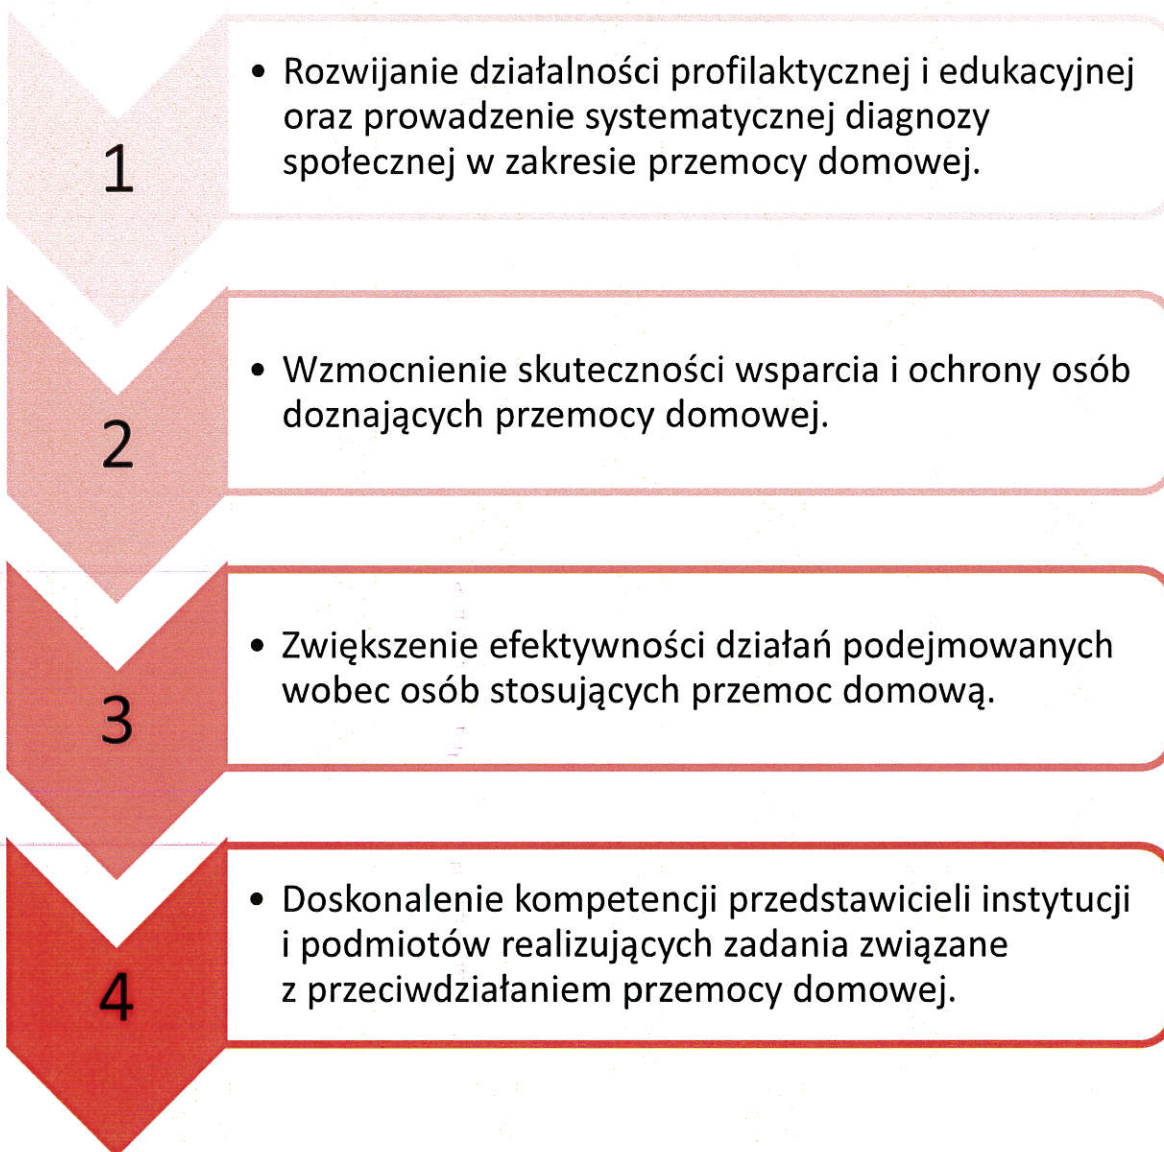 1
• Rozwijanie działalności profilaktycznej i edukacyjnej
oraz prowadzenie systematycznej diagnozy
społecznej w zakresie przemocy domowej.
2
• Wzmocnienie skuteczności wsparcia i ochrony osób
doznających przemocy domowej.
3
• Zwiększenie efektywności działań podejmowanych
wobec osób stosujących przemoc domową.
4
• Doskonalenie kompetencji przedstawicieli instytucji
i podmiotów realizujących zadania związane
z przeciwdziałaniem przemocy domowej.